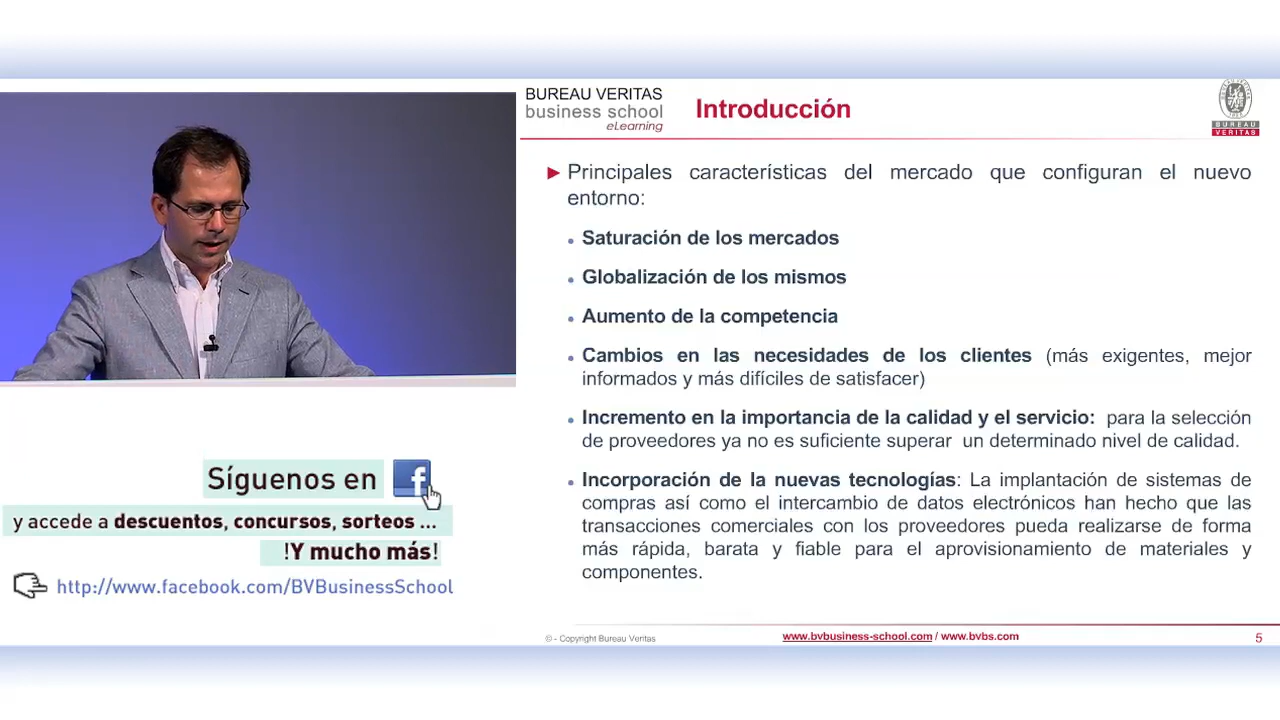 BUREAU VERITAS
business school
eLearning
Introducción
BUREAU
VERITAS
► Principales características del mercado que configuran el nuevo
entorno:
• Saturación de los mercados
• Globalización de los mismos
• Aumento de la competencia
• Cambios en las necesidades de los clientes (más exigentes, mejor
informados y más difíciles de satisfacer)
• Incremento en la importancia de la calidad y el servicio: para la selección
de proveedores ya no es suficiente superar un determinado nivel de calidad.
• Incorporación de la nuevas tecnologías: La implantación de sistemas de
compras así como el intercambio de datos electrónicos han hecho que las
transacciones comerciales con los proveedores pueda realizarse de forma
más rápida, barata y fiable para el aprovisionamiento de materiales y
componentes.
Síguenos en f
y accede a descuentos, concursos, sorteos ...
!Y mucho más!
http://www.facebook.com/BVBusinessSchool
© - Copyright Bureau Veritas
www.bvbusiness-school.com / www.bvbs.com
5